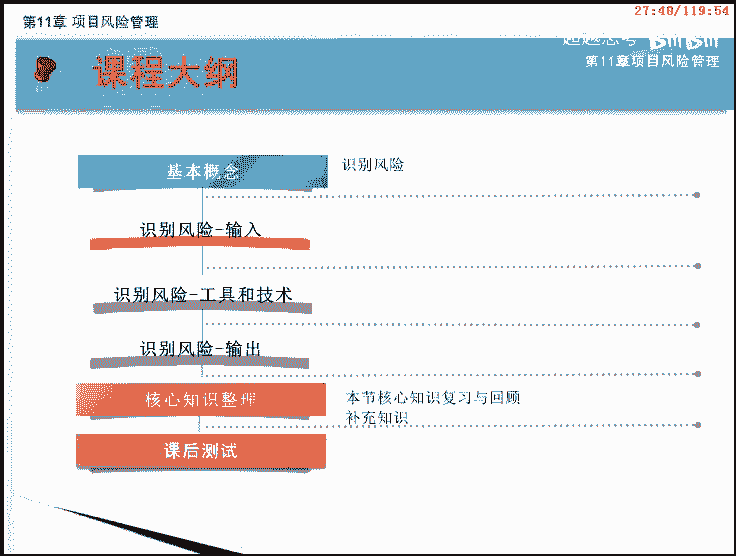 第11章 项目风险管理
27:48/119:54
第11章项目风险管理
课程大纲
基本概念
识别风险
识别风险-输入
识别风险-工具和技术
识别风险-输出
核心知识整理
本节核心知识复习与回顾
补充知识
课后测试